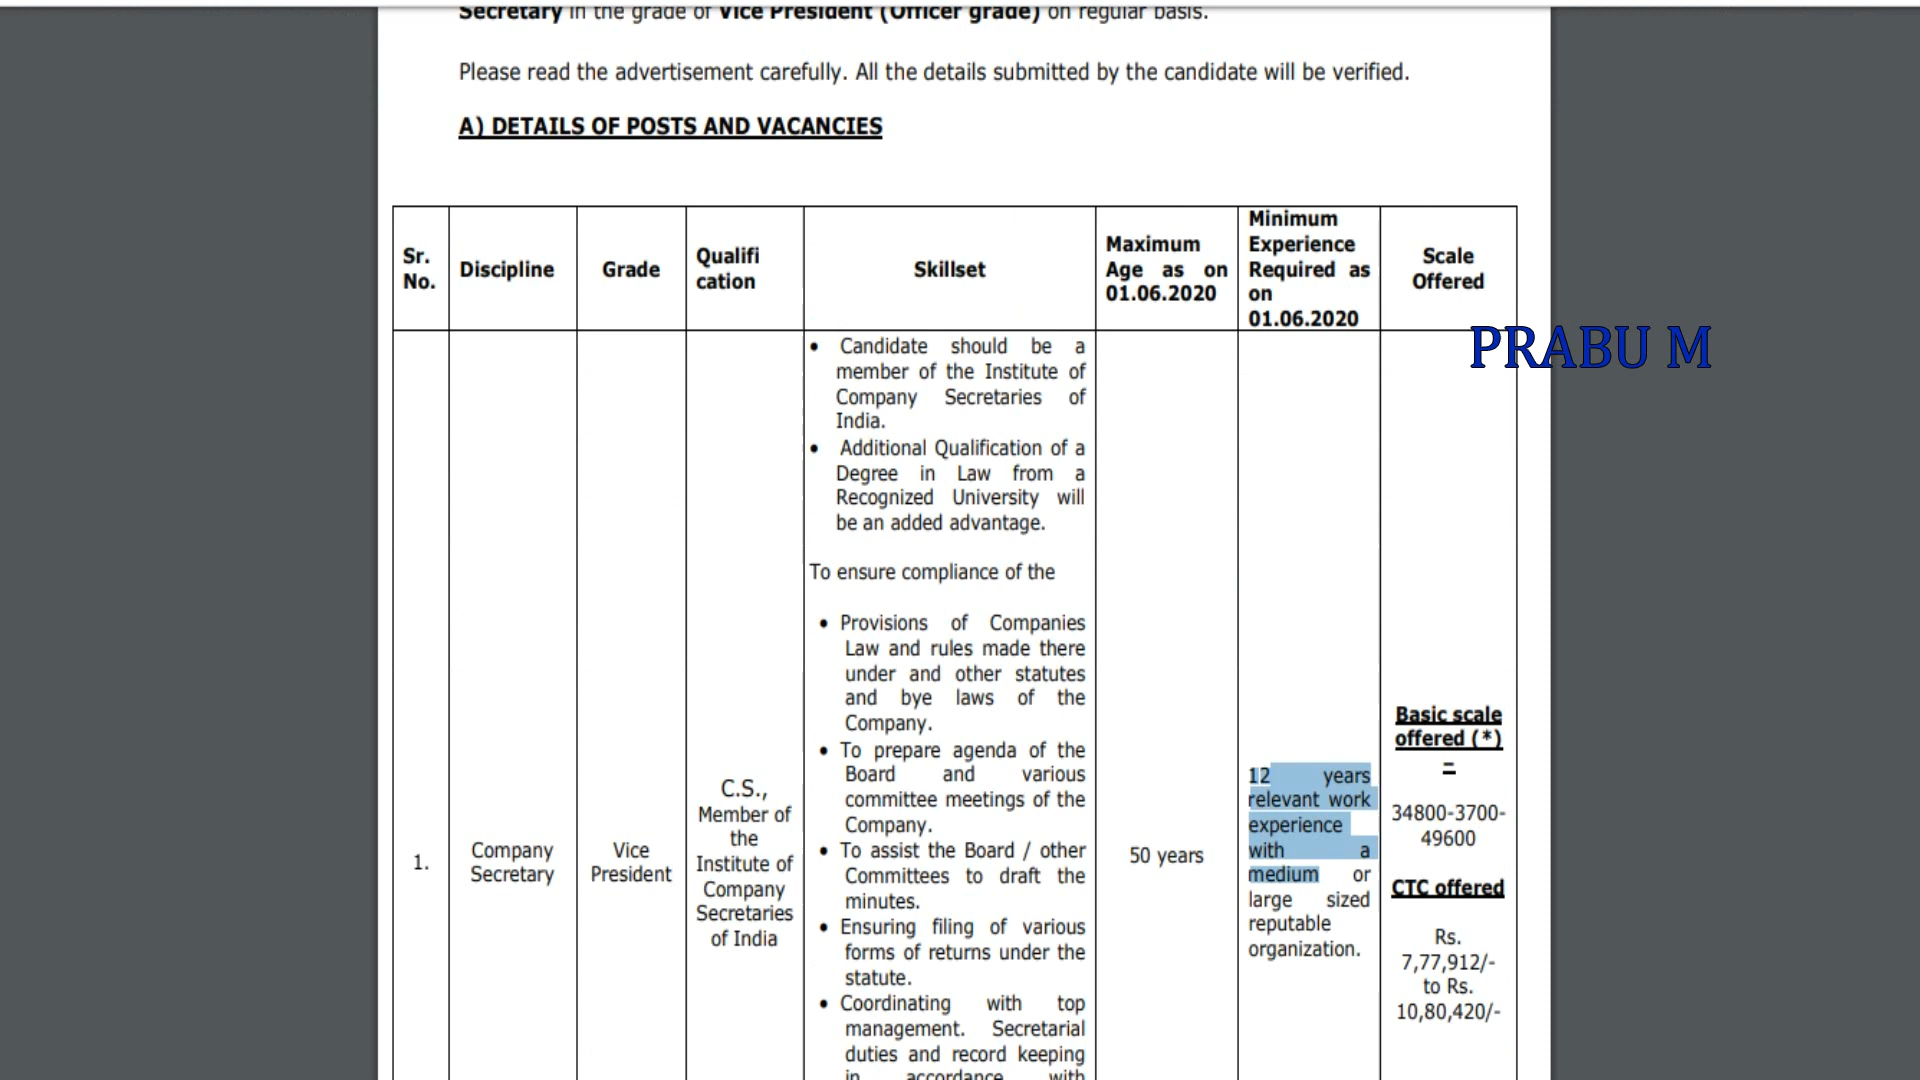 Secretary in the grade of Vice President (Officer grade) on regular basis.
Please read the advertisement carefully. All the details submitted by the candidate will be verified.
A) DETAILS OF POSTS AND VACANCIES
Sr.
No.
Discipline
Grade
Qualifi
cation
Skillset
Maximum
Age as on
01.06.2020
Minimum
Experience
Required as
on
01.06.2020
Scale
Offered
PRABU M
1.
Company
Secretary
Vice
President
C.S.,
Member of
the
Institute of
Company
Secretaries
of India
• Candidate should be a
member of the Institute of
Company Secretaries of
India.
• Additional Qualification of a
Degree in Law from a
Recognized University will
be an added advantage.
To ensure compliance of the
• Provisions of Companies
Law and rules made there
under and other statutes
and bye laws of the
Company.
• To prepare agenda of the
Board and various
committee meetings of the
Company.
• To assist the Board / other
Committees to draft the
minutes.
• Ensuring filing of various
forms of returns under the
statute.
• Coordinating with top
management. Secretarial
duties and record keeping
in accordance with
50 years
12 years
relevant work
experience
with a
medium or
large sized
reputable
organization.
Basic scale
offered (*)
=
34800-3700-
49600
CTC offered
Rs.
7,77,912/-
to Rs.
10,80,420/-